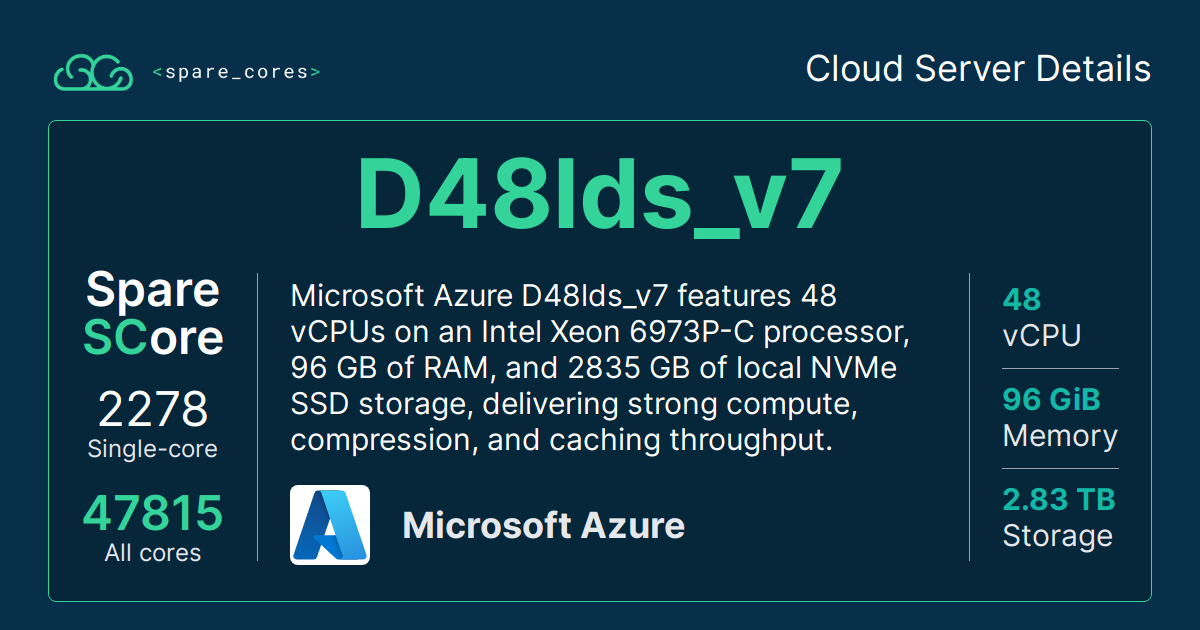 <spare_cores>
Cloud Server Details
D48lds_v7
Spare
SCore
2278
Single-core
47815
All cores
Microsoft Azure D48lds_v7 features 48
vCPUs on an Intel Xeon 6973P-C processor,
96 GB of RAM, and 2835 GB of local NVMe
SSD storage, delivering strong compute,
compression, and caching throughput.
Microsoft Azure
48
vCPU
96 GiB
Memory
2.83 TB
Storage